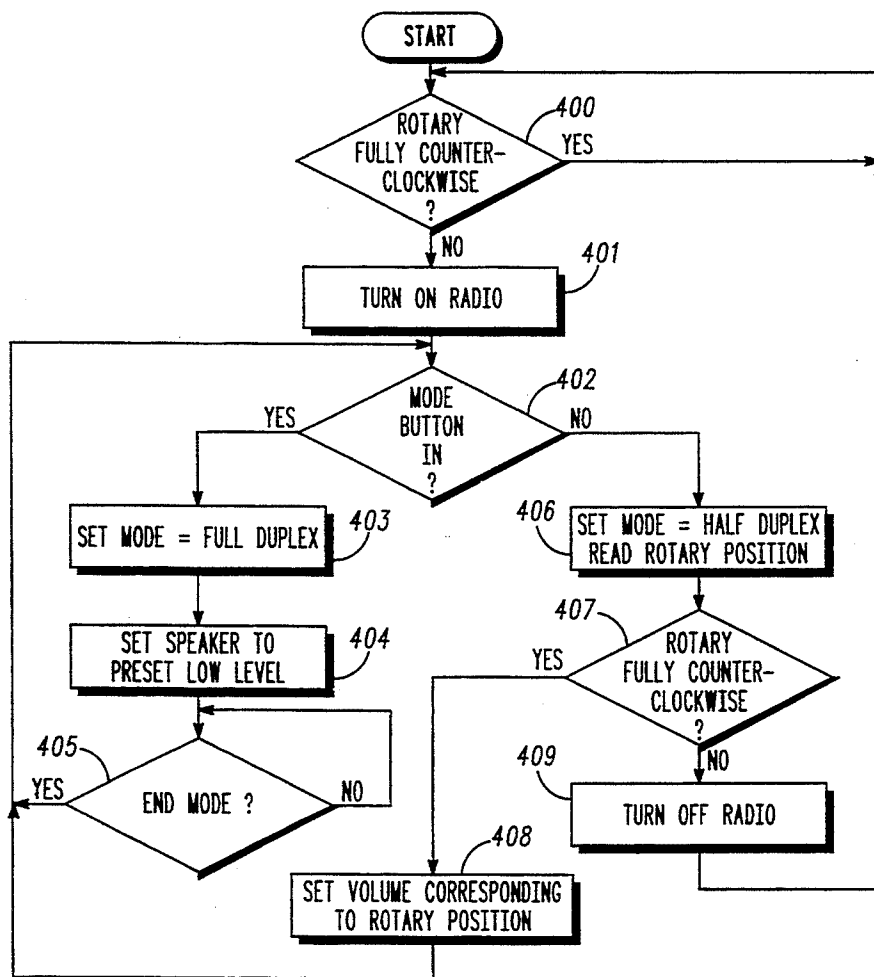 START
400
ROTARY
FULLY COUNTER-
CLOCKWISE
?
YES
NO
401
TURN ON RADIO
402
MODE
BUTTON
IN
?
YES
NO
403
SET MODE = FULL DUPLEX
406
SET MODE = HALF DUPLEX
READ ROTARY POSITION
404
SET SPEAKER TO
PRESET LOW LEVEL
407
ROTARY
FULLY COUNTER-
CLOCKWISE
?
YES
NO
405
END MODE ?
YES
NO
409
TURN OFF RADIO
408
SET VOLUME CORRESPONDING
TO ROTARY POSITION